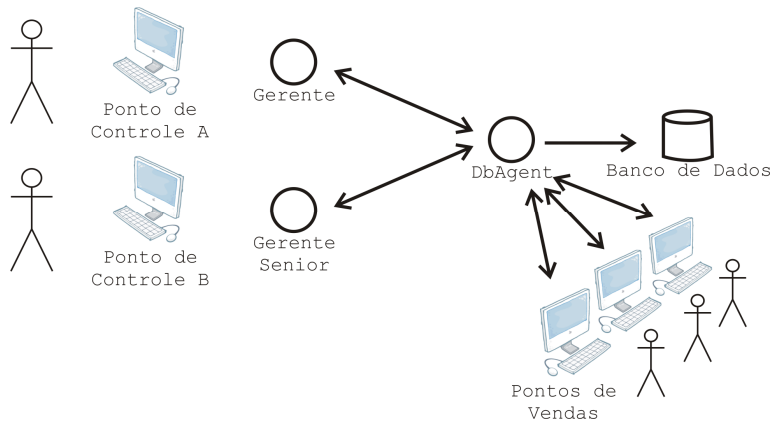 Ponto de
Controle A
Gerente
DbAgent
Banco de Dados
Ponto de
Controle B
Gerente
Senior
Pontos de
Vendas